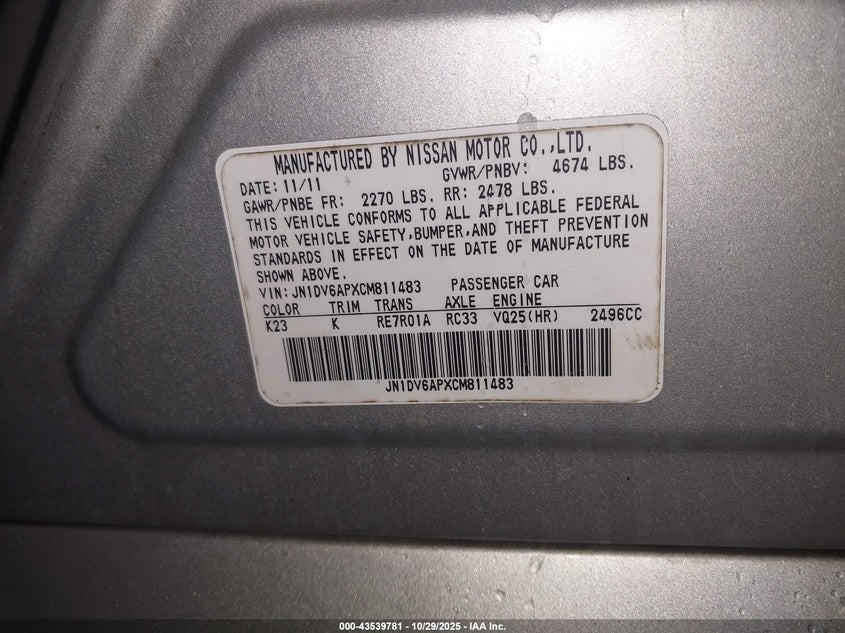 MANUFACTURED BY NISSAN MOTOR CO.,LTD.
DATE: 11/11 GVWR/PNBV: 4674 LBS.
GAWR/PNBE FR: 2270 LBS. RR: 2478 LBS.
THIS VEHICLE CONFORMS TO ALL APPLICABLE FEDERAL
MOTOR VEHICLE SAFETY,BUMPER,AND THEFT PREVENTION
STANDARDS IN EFFECT ON THE DATE OF MANUFACTURE
SHOWN ABOVE.
VIN: JN1DV6APXCM811483 PASSENGER CAR
COLOR TRIM TRANS AXLE ENGINE
K23 K RE7R01A RC33 VQ25(HR) 2496CC
JN1DV6APXCM811483
000-43539781 - 10/29/2025 - IAA Inc.